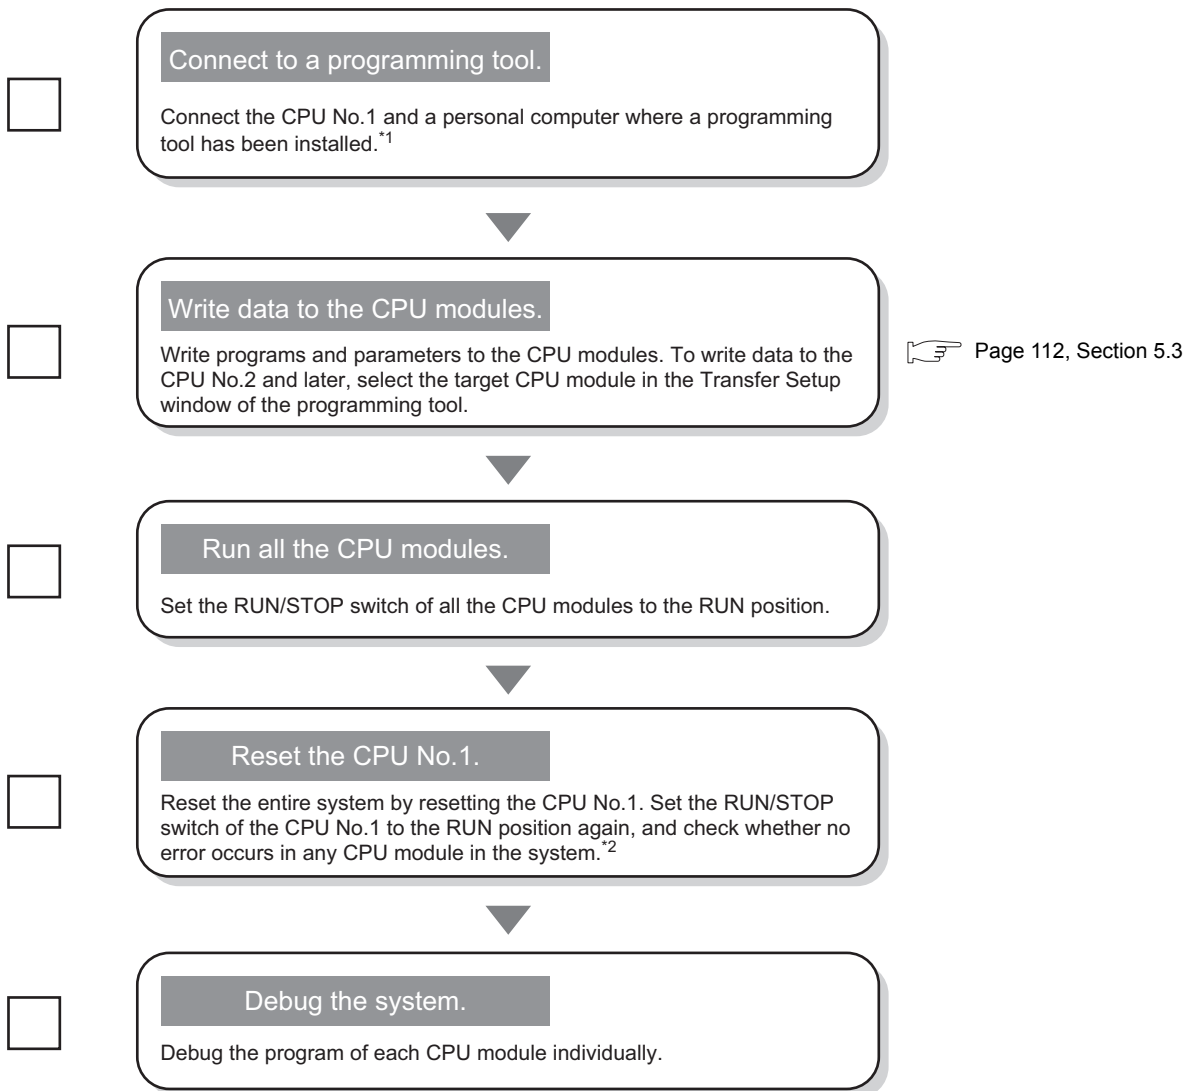 Connect to a programming tool.
Connect the CPU No.1 and a personal computer where a programming
tool has been installed.*1
Write data to the CPU modules.
Write programs and parameters to the CPU modules. To write data to the
CPU No.2 and later, select the target CPU module in the Transfer Setup
window of the programming tool.
Page 112, Section 5.3
Run all the CPU modules.
Set the RUN/STOP switch of all the CPU modules to the RUN position.
Reset the CPU No.1.
Reset the entire system by resetting the CPU No.1. Set the RUN/STOP
switch of the CPU No.1 to the RUN position again, and check whether no
error occurs in any CPU module in the system.*2
Debug the system.
Debug the program of each CPU module individually.